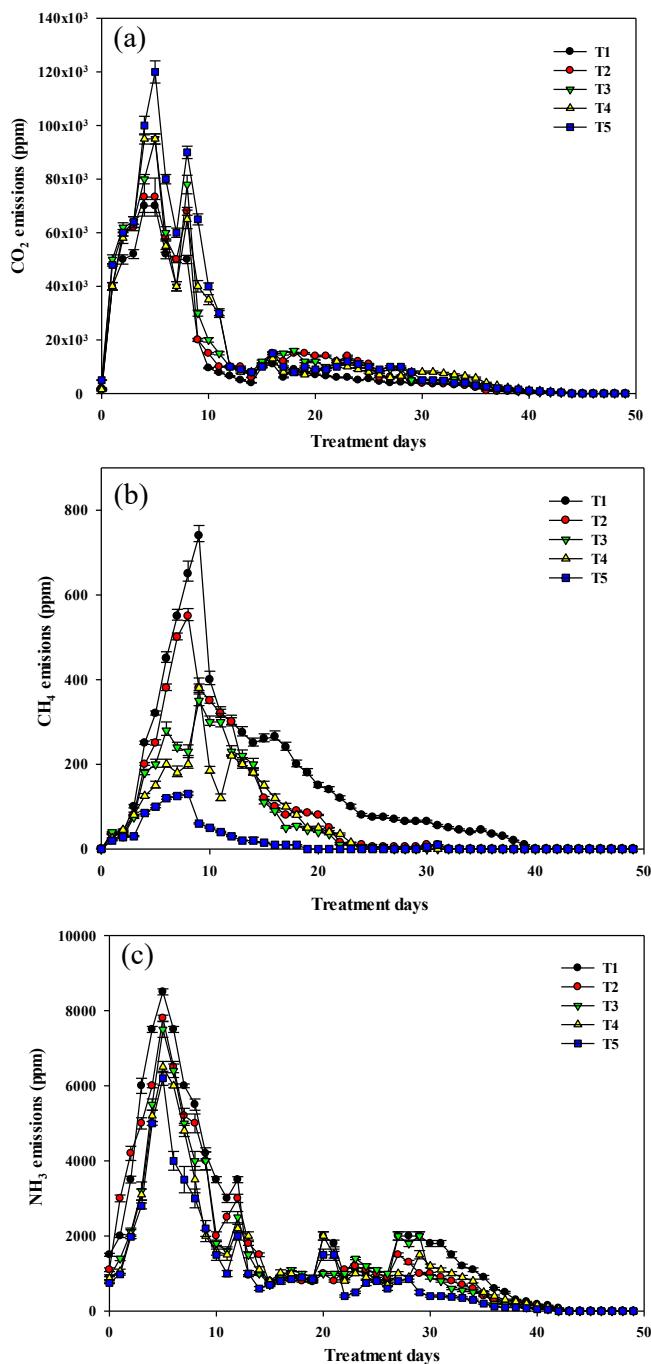 (a)
140x10³
120x10³
100x10³
80x10³
60x10³
40x10³
20x10³
0
CO₂ emissions (ppm)
T1
T2
T3
T4
T5
0 10 20 30 40 50
Treatment days
(b)
800
600
400
200
0
CH₄ emissions (ppm)
T1
T2
T3
T4
T5
0 10 20 30 40 50
Treatment days
(c)
10000
8000
6000
4000
2000
0
NH₃ emissions (ppm)
T1
T2
T3
T4
T5
0 10 20 30 40 50
Treatment days